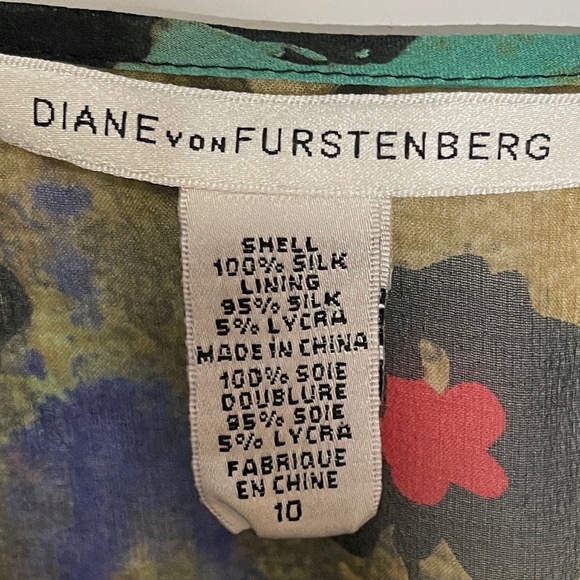 DIANE VON FURSTENBERG
SHELL
100% SILK
LINING
95% SILK
5% LYCRA
MADE IN CHINA
100% SOIE
DOUBLURE
95% SOIE
5% LYCRA
FABRIQUE
EN CHINE
10